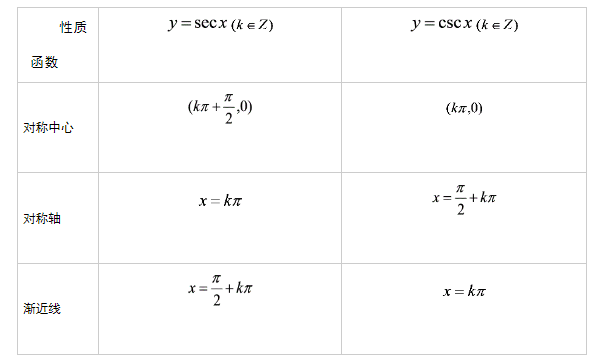 性质
函数
y = sec x (k ∈ Z)
y = csc x (k ∈ Z)
对称中心
(kπ + π/2, 0)
(kπ,0)
对称轴
x = kπ
x = π/2 + kπ
渐近线
x = π/2 + kπ
x = kπ